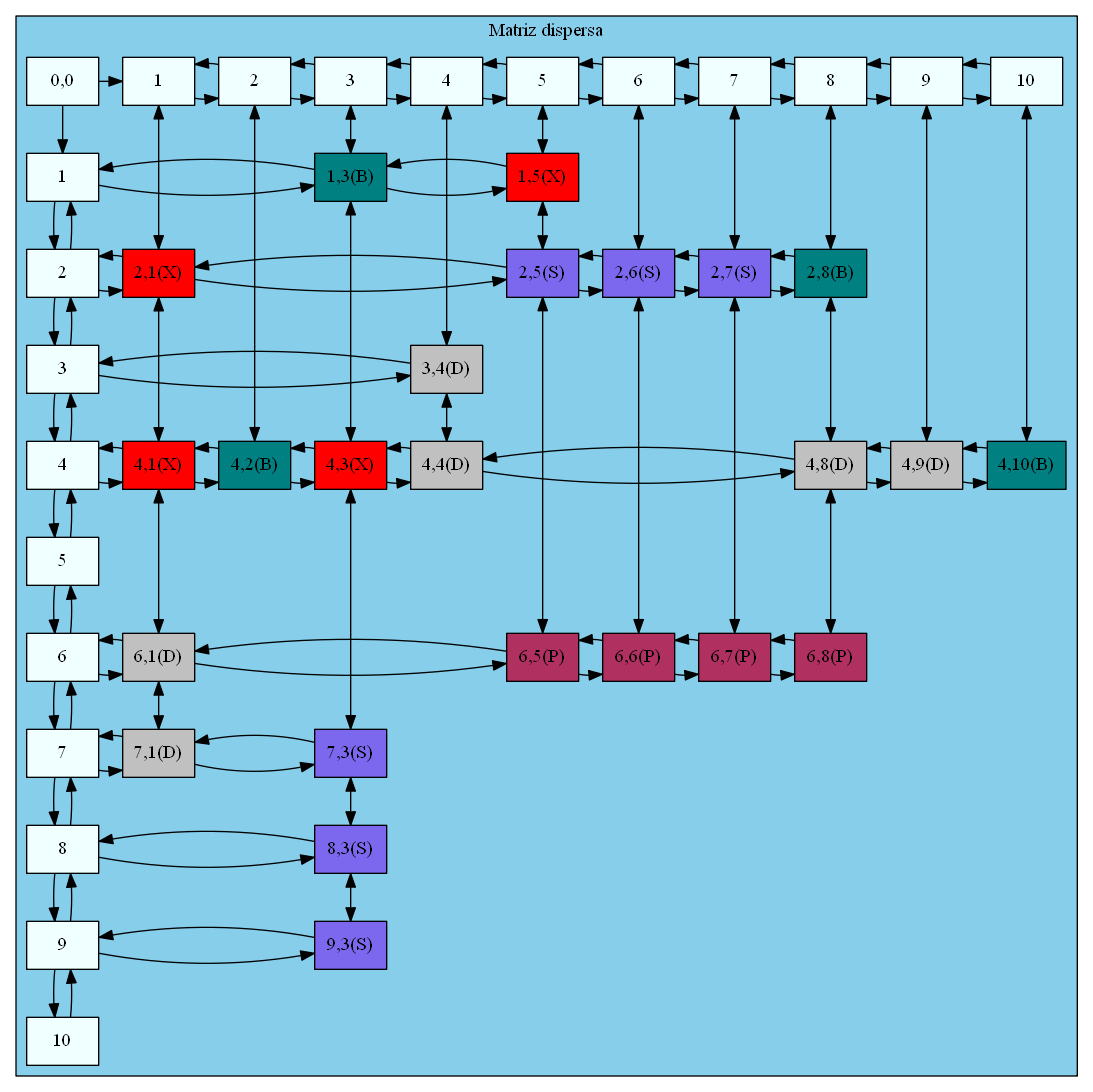 Matriz dispersa
0,0 1 2 3 4 5 6 7 8 9 10
1 1,3(B) 1,5(X)
2 2,1(X) 2,5(S) 2,6(S) 2,7(S) 2,8(B)
3 3,4(D)
4 4,1(X) 4,2(B) 4,3(X) 4,4(D) 4,8(D) 4,9(D) 4,10(B)
5
6 6,1(D) 6,5(P) 6,6(P) 6,7(P) 6,8(P)
7 7,1(D) 7,3(S)
8 8,3(S)
9 9,3(S)
10